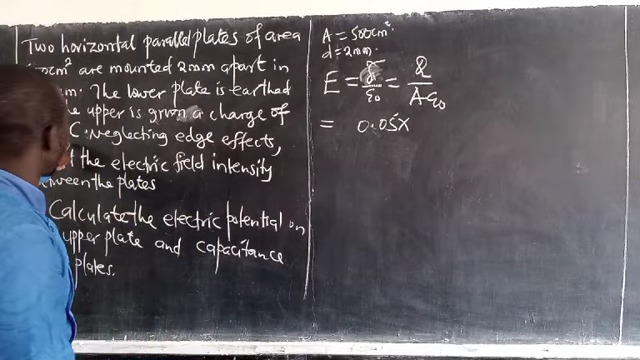 Two horizontal parallel plates of area
cm² are mounted 2mm apart in
The lower plate is earthed
the upper is given a charge of
C. neglecting edge effects,
the electric field intensity
between the plates
Calculate the electric potential on
upper plate and capacitance
plates.
A = 500cm²
d = 2mm.
E = σ/ε₀ = Q/Aε₀
= 0.05×